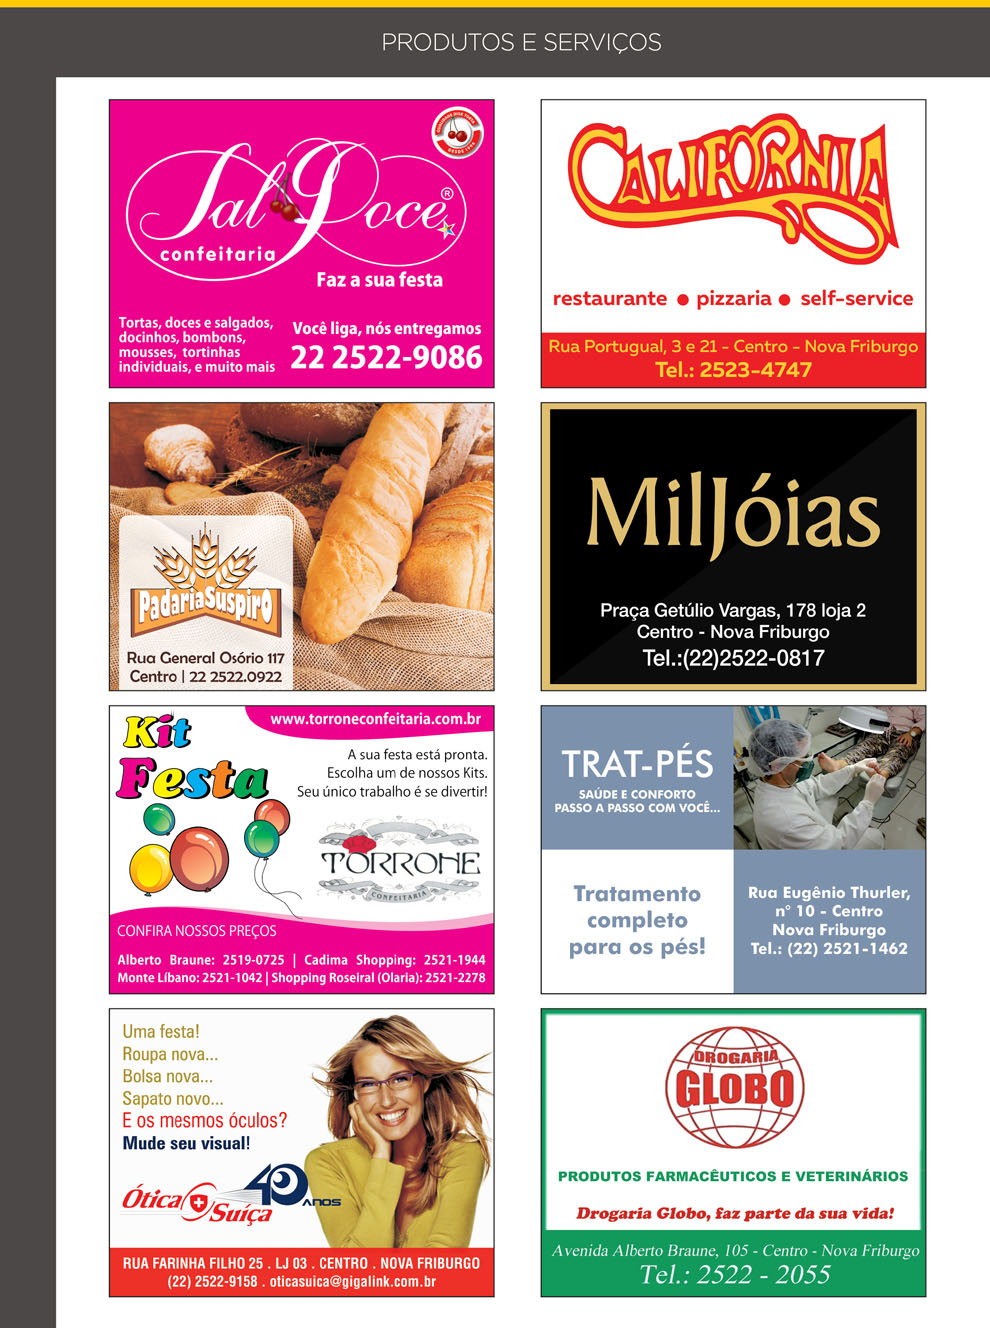 PRODUTOS E SERVIÇOS
Sal Doce ®
confeitaria
Faz a sua festa
Tortas, doces e salgados,
docinhos, bombons,
mousses, tortinhas
individuais, e muito mais
Você liga, nós entregamos
22 2522-9086
CALIFORNIA
restaurante ● pizzaria ● self-service
Rua Portugual, 3 e 21 - Centro - Nova Friburgo
Tel.: 2523-4747
Padaria Suspiro
Rua General Osório 117
Centro | 22 2522.0922
MilJóias
Praça Getúlio Vargas, 178 loja 2
Centro - Nova Friburgo
Tel.:(22)2522-0817
Kit
Festa
www.torroneconfeitaria.com.br
A sua festa está pronta.
Escolha um de nossos Kits.
Seu único trabalho é se divertir!
TORRONE
CONFEITARIA
CONFIRA NOSSOS PREÇOS
Alberto Braune: 2519-0725 | Cadima Shopping: 2521-1944
Monte Líbano: 2521-1042 | Shopping Roseiral (Olaria): 2521-2278
TRAT-PÉS
SAÚDE E CONFORTO
PASSO A PASSO COM VOCÊ...
Tratamento
completo
para os pés!
Rua Eugênio Thurler,
n° 10 - Centro
Nova Friburgo
Tel.: (22) 2521-1462
Uma festa!
Roupa nova...
Bolsa nova...
Sapato novo...
E os mesmos óculos?
Mude seu visual!
Ótica Suíça
40 ANOS
RUA FARINHA FILHO 25 . LJ 03 . CENTRO . NOVA FRIBURGO
(22) 2522-9158 . oticasuica@gigalink.com.br
DROGARIA
GLOBO
PRODUTOS FARMACÊUTICOS E VETERINÁRIOS
Drogaria Globo, faz parte da sua vida!
Avenida Alberto Braune, 105 - Centro - Nova Friburgo
Tel.: 2522 - 2055